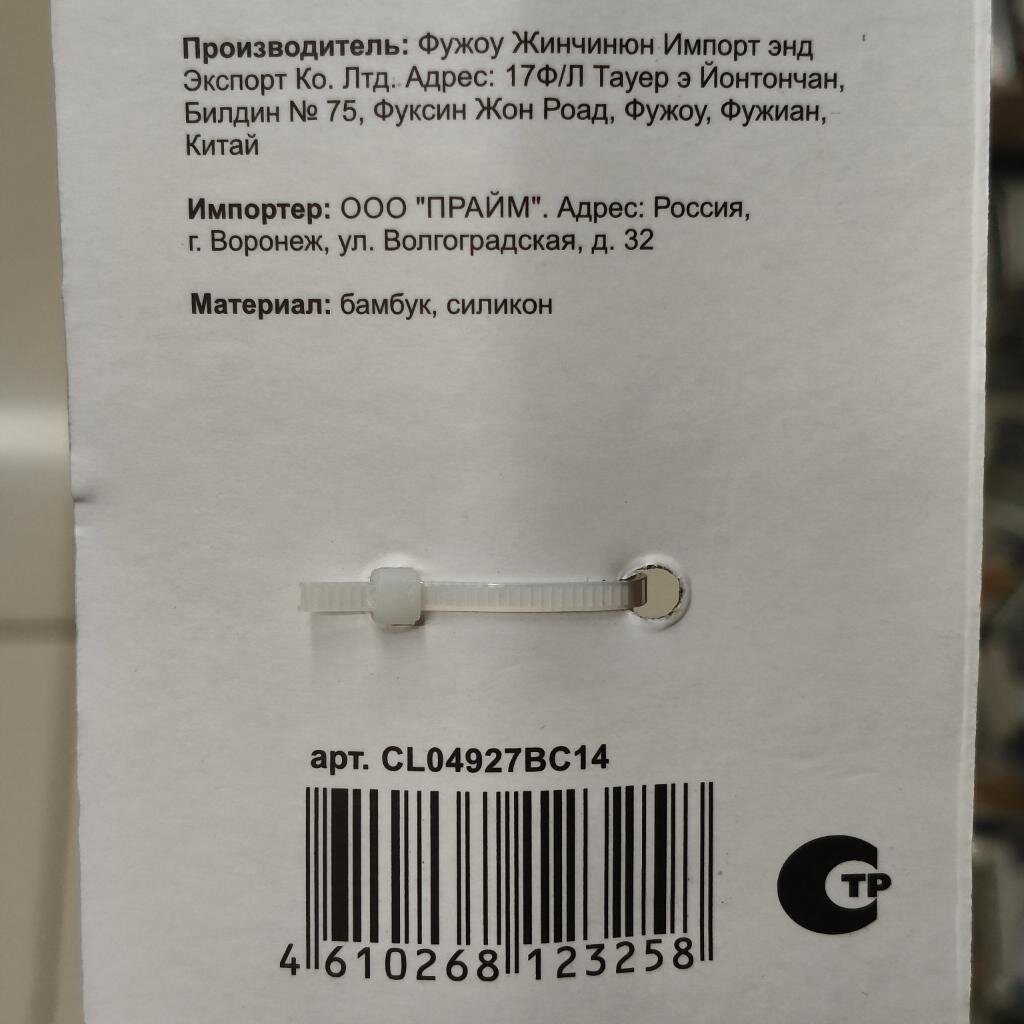 Производитель: Фужоу Жинчинюн Импорт энд
Экспорт Ко. Лтд. Адрес: 17Ф/Л Тауер э Йонтончан,
Билдин № 75, Фуксин Жон Роад, Фужоу, Фужиан,
Китай
Импортер: ООО "ПРАЙМ". Адрес: Россия,
г. Воронеж, ул. Волгоградская, д. 32
Материал: бамбук, силикон
арт. CL04927BC14
4 610268 123258
СТР